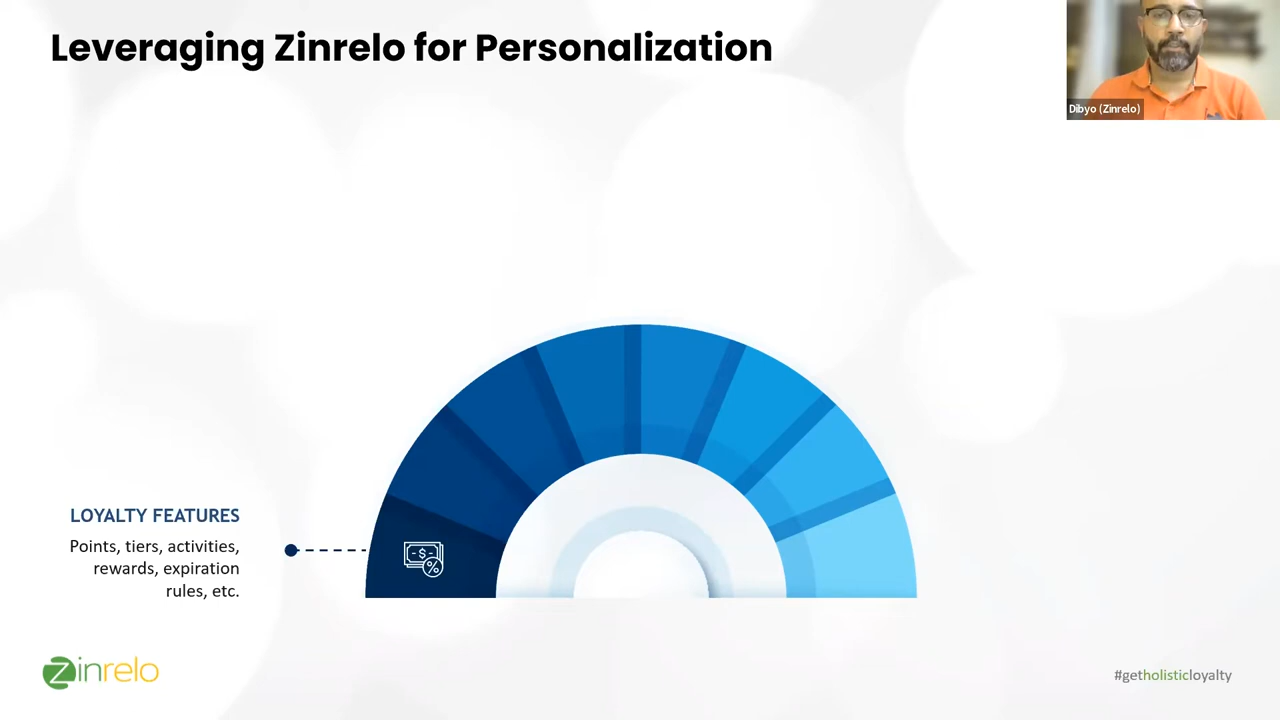 Leveraging Zinrelo for Personalization
Dibyo (Zinrelo)
LOYALTY FEATURES
Points, tiers, activities,
rewards, expiration
rules, etc.
-$-
%
zinrelo
#getholisticloyalty